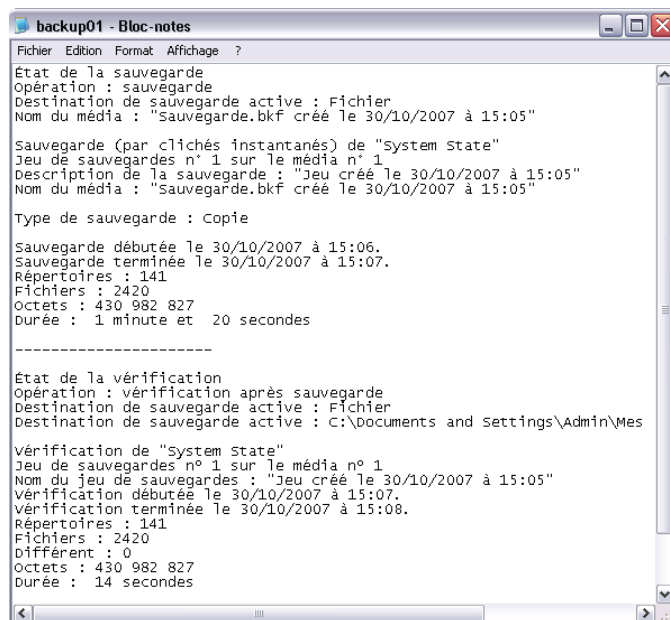 backup01 - Bloc-notes
Fichier Edition Format Affichage ?
État de la sauvegarde
Opération : sauvegarde
Destination de sauvegarde active : Fichier
Nom du média : "Sauvegarde.bkf créé le 30/10/2007 à 15:05"
Sauvegarde (par clichés instantanés) de "System State"
Jeu de sauvegardes n° 1 sur le média n° 1
Description de la sauvegarde : "Jeu créé le 30/10/2007 à 15:05"
Nom du média : "Sauvegarde.bkf créé le 30/10/2007 à 15:05"
Type de sauvegarde : Copie
Sauvegarde débutée le 30/10/2007 à 15:06.
Sauvegarde terminée le 30/10/2007 à 15:07.
Répertoires : 141
Fichiers : 2420
Octets : 430 982 827
Durée :  1 minute et  20 secondes
----------------------
État de la vérification
Opération : vérification après sauvegarde
Destination de sauvegarde active : Fichier
Destination de sauvegarde active : C:\Documents and Settings\Admin\Mes
Vérification de "System State"
Jeu de sauvegardes nº 1 sur le média nº 1
Nom du jeu de sauvegardes : "Jeu créé le 30/10/2007 à 15:05"
Vérification débutée le 30/10/2007 à 15:07.
Vérification terminée le 30/10/2007 à 15:08.
Répertoires : 141
Fichiers : 2420
Différent : 0
Octets : 430 982 827
Durée :  14 secondes